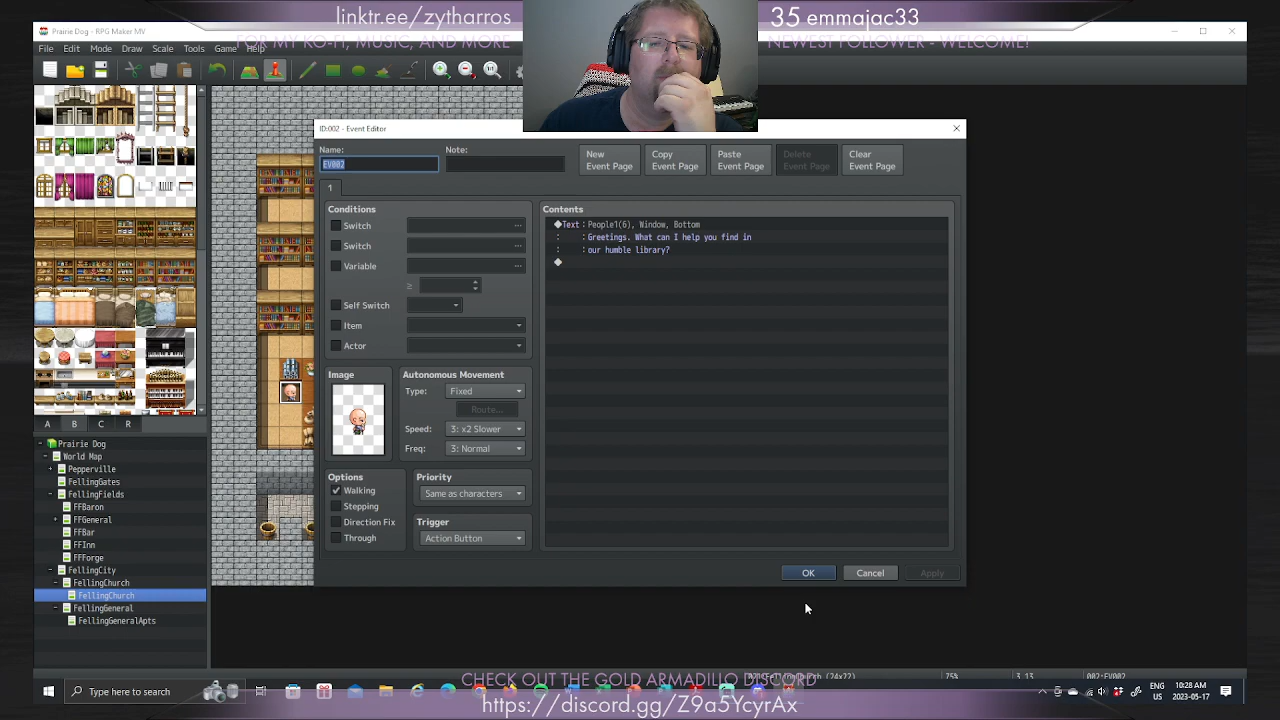 linktr.ee/zytharros
FOR MY KO-FI, MUSIC, AND MORE
35 emmajac33
NEWEST FOLLOWER - WELCOME!
Prairie Dog - RPG Maker MV
File Edit Mode Draw Scale Tools Game Help
ID:002 - Event Editor
Name:
Note:
EV002
New Event Page
Copy Event Page
Paste Event Page
Delete Event Page
Clear Event Page
1
Conditions
Switch
Switch
Variable
≥
Self Switch
Item
Actor
Contents
◆Text : People1(6), Window, Bottom
: : Greetings. What can I help you find in
: : our humble library?
◆
Image
Autonomous Movement
Type: Fixed
Route...
Speed: 3: x2 Slower
Freq: 3: Normal
Options
Walking
Stepping
Direction Fix
Through
Priority
Same as characters
Trigger
Action Button
OK
Cancel
Apply
A B C R
Prairie Dog
World Map
Pepperville
FellingGates
FellingFields
FFBaron
FFGeneral
FFBar
FFInn
FFForge
FellingCity
FellingChurch
FellingChurch
FellingGeneral
FellingGeneralApts
75%
3,13
002:EV002
CHECK OUT THE GOLD ARMADILLO DISCORD
https://discord.gg/Z9a5YcyrAx
Type here to search
ENG
US
10:28 AM
2023-05-17